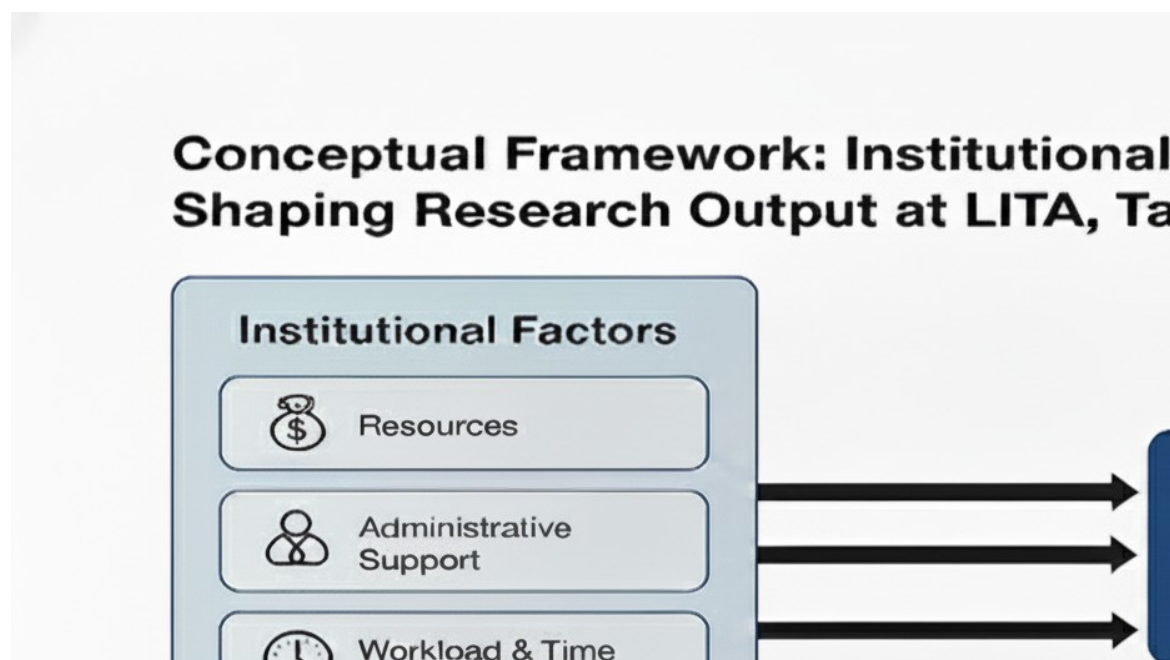 Conceptual Framework: Institutional
Shaping Research Output at LITA, Ta
Institutional Factors
$
Resources
Administrative
Support
Workload & Time